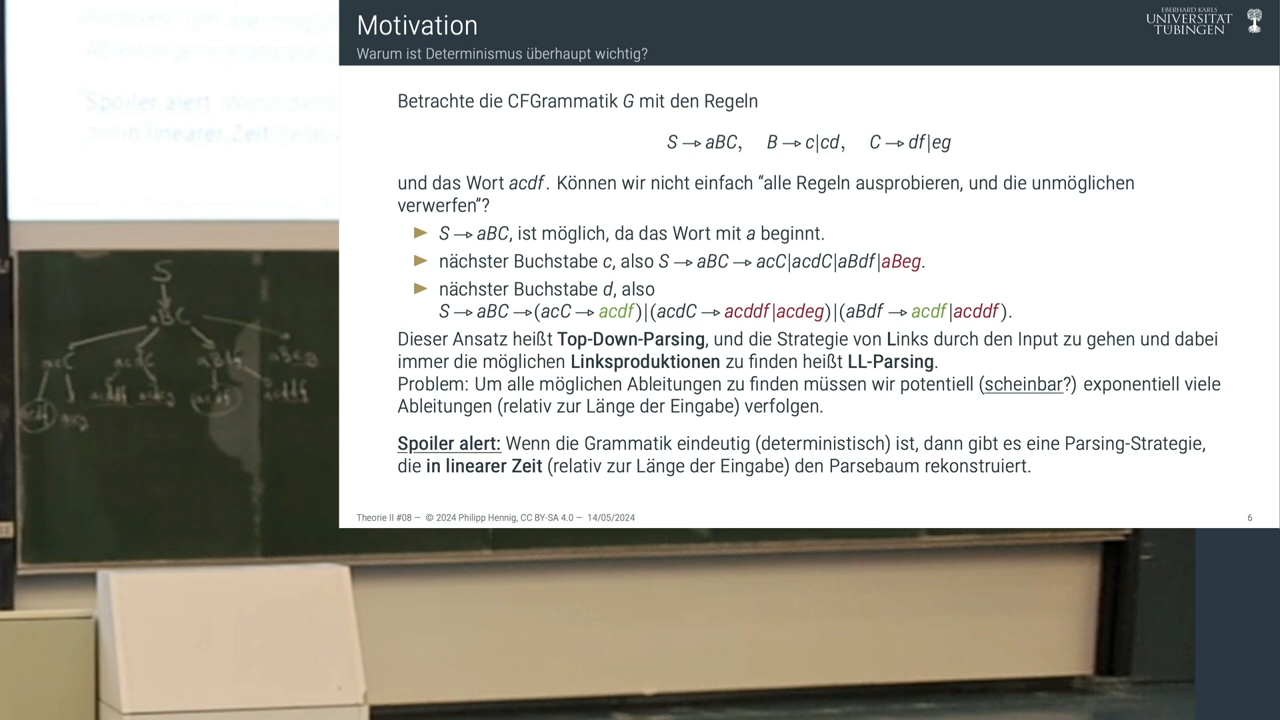 Motivation
Warum ist Determinismus überhaupt wichtig?
EBERHARD KARLS
UNIVERSITÄT
TÜBINGEN
Betrachte die CFGrammatik G mit den Regeln
S → aBC, B → c|cd, C → df|eg
und das Wort acdf. Können wir nicht einfach “alle Regeln ausprobieren, und die unmöglichen
verwerfen”?
S → aBC, ist möglich, da das Wort mit a beginnt.
nächster Buchstabe c, also S → aBC → acC|acdC|aBdf|aBeg.
nächster Buchstabe d, also
S → aBC → (acC → acdf)|(acdC → acddf|acdeg)|(aBdf → acdf|acddf).
Dieser Ansatz heißt Top-Down-Parsing, und die Strategie von Links durch den Input zu gehen und dabei
immer die möglichen Linksproduktionen zu finden heißt LL-Parsing.
Problem: Um alle möglichen Ableitungen zu finden müssen wir potentiell (scheinbar?) exponentiell viele
Ableitungen (relativ zur Länge der Eingabe) verfolgen.
Spoiler alert: Wenn die Grammatik eindeutig (deterministisch) ist, dann gibt es eine Parsing-Strategie,
die in linearer Zeit (relativ zur Länge der Eingabe) den Parsebaum rekonstruiert.
Theorie II #08 — © 2024 Philipp Hennig, CC BY-SA 4.0 — 14/05/2024
6
Spoiler alert:
in linearer Zeit
S
aBC
acC acdC aBdf aBeg
acdf acddf acdeg acdf acddf